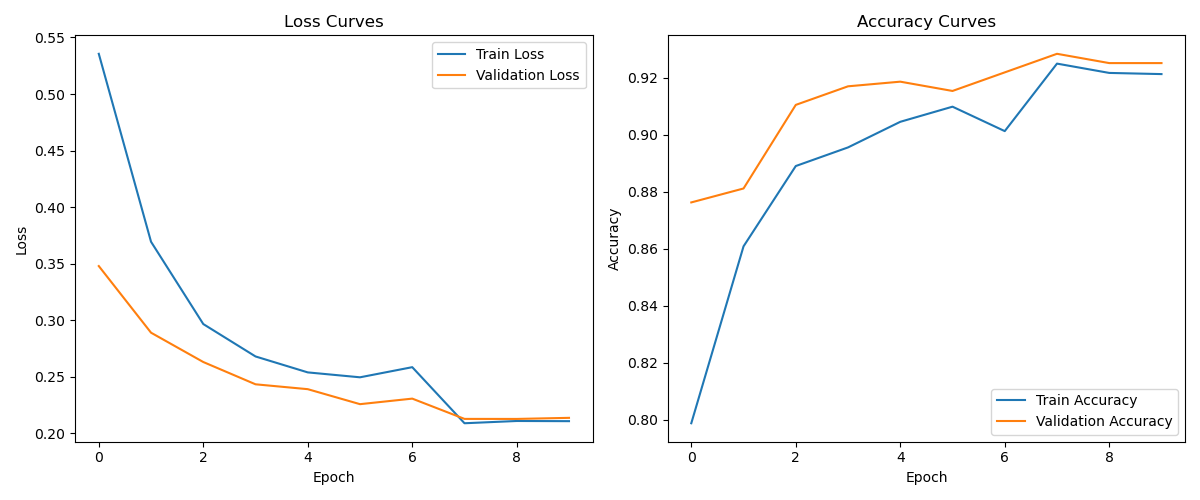 Loss Curves
0.55
0.50
0.45
0.40
0.35
0.30
0.25
0.20
Loss
0 2 4 6 8
Epoch
Train Loss
Validation Loss
Accuracy Curves
0.92
0.90
0.88
0.86
0.84
0.82
0.80
Accuracy
0 2 4 6 8
Epoch
Train Accuracy
Validation Accuracy